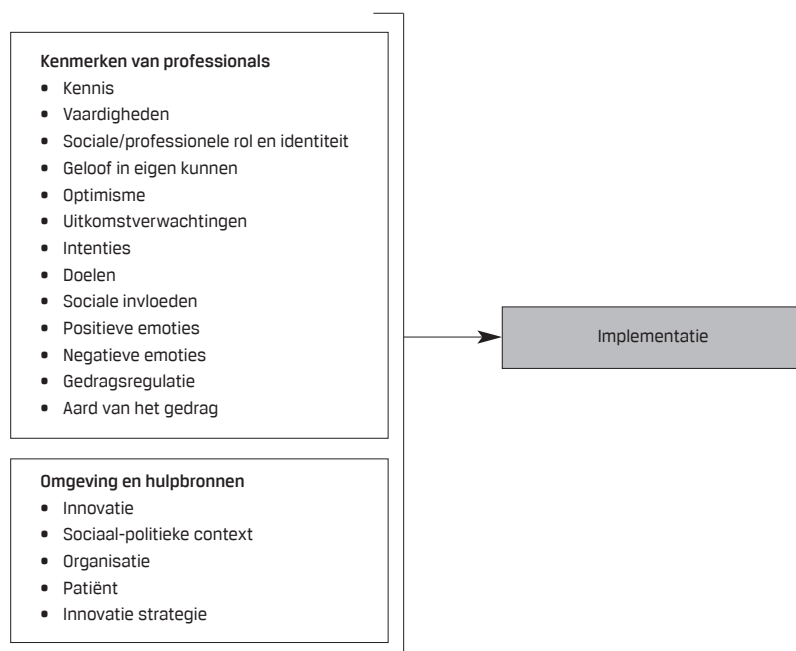 Kenmerken van professionals
• Kennis
• Vaardigheden
• Sociale/professionele rol en identiteit
• Geloof in eigen kunnen
• Optimisme
• Uitkomstverwachtingen
• Intenties
• Doelen
• Sociale invloeden
• Positieve emoties
• Negatieve emoties
• Gedragsregulatie
• Aard van het gedrag
Omgeving en hulpbronnen
• Innovatie
• Sociaal-politieke context
• Organisatie
• Patiënt
• Innovatie strategie
Implementatie